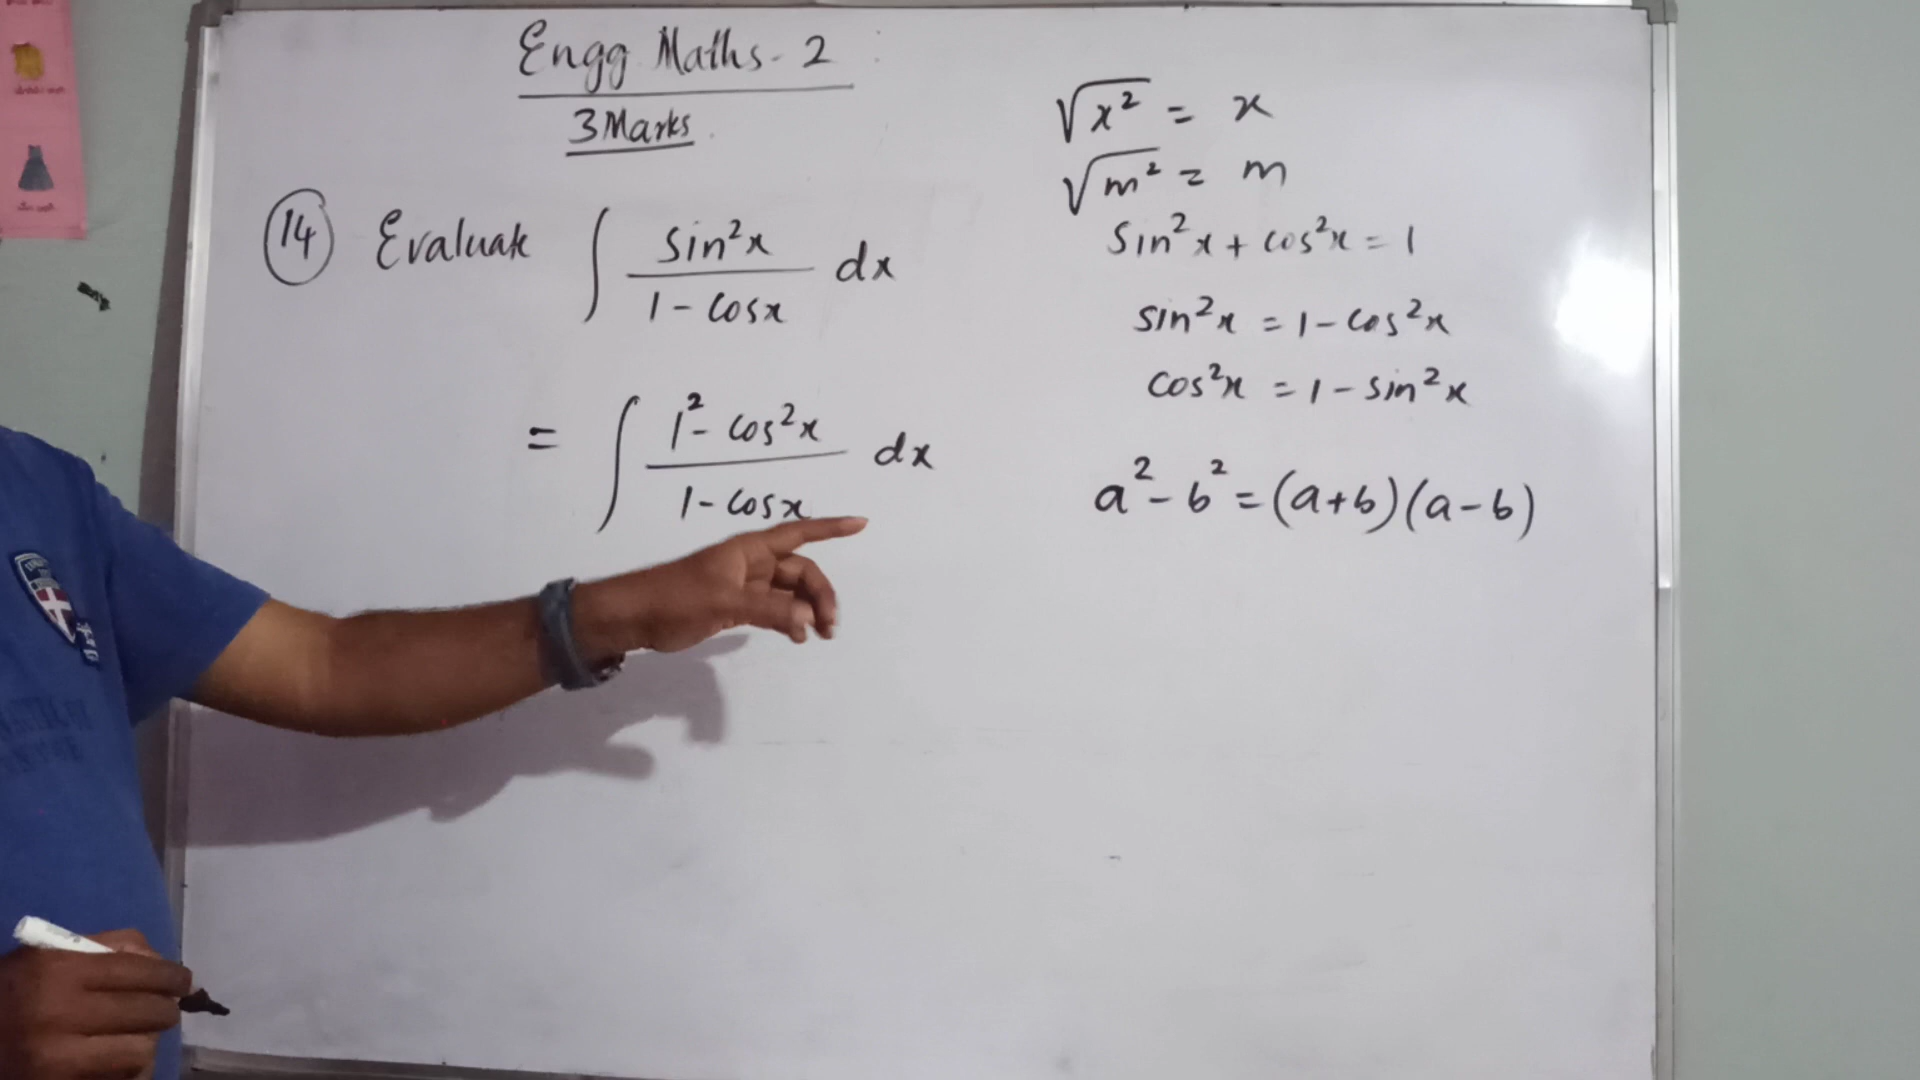 Engg Maths - 2
3 Marks
14 Evaluate ∫ sin²x / 1 - cosx dx
= ∫ 1² - cos²x / 1 - cosx dx
√x² = x
√m² = m
Sin²x + cos²x = 1
sin²x = 1 - cos²x
cos²x = 1 - sin²x
a² - b² = (a+b)(a-b)